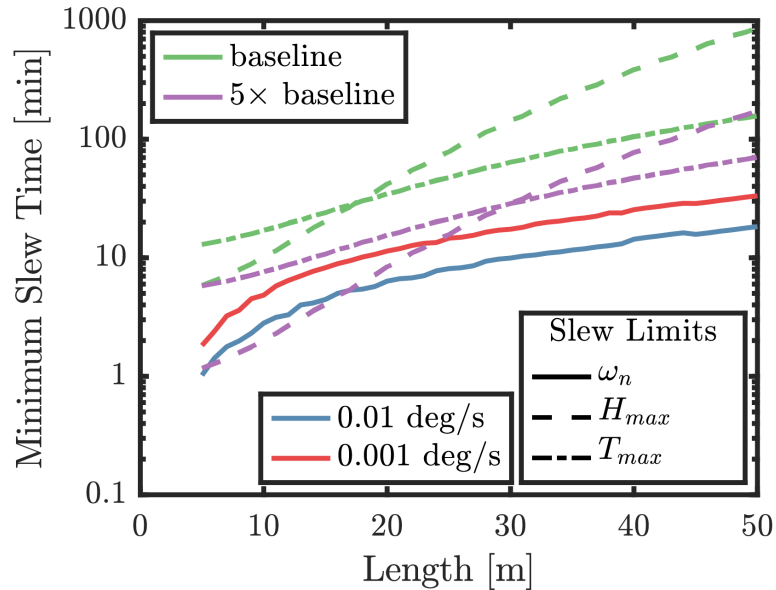 Minimum Slew Time [min]
1000
100
10
1
0.1
baseline
5× baseline
0.01 deg/s
0.001 deg/s
Slew Limits
ωn
Hmax
Tmax
0 10 20 30 40 50
Length [m]